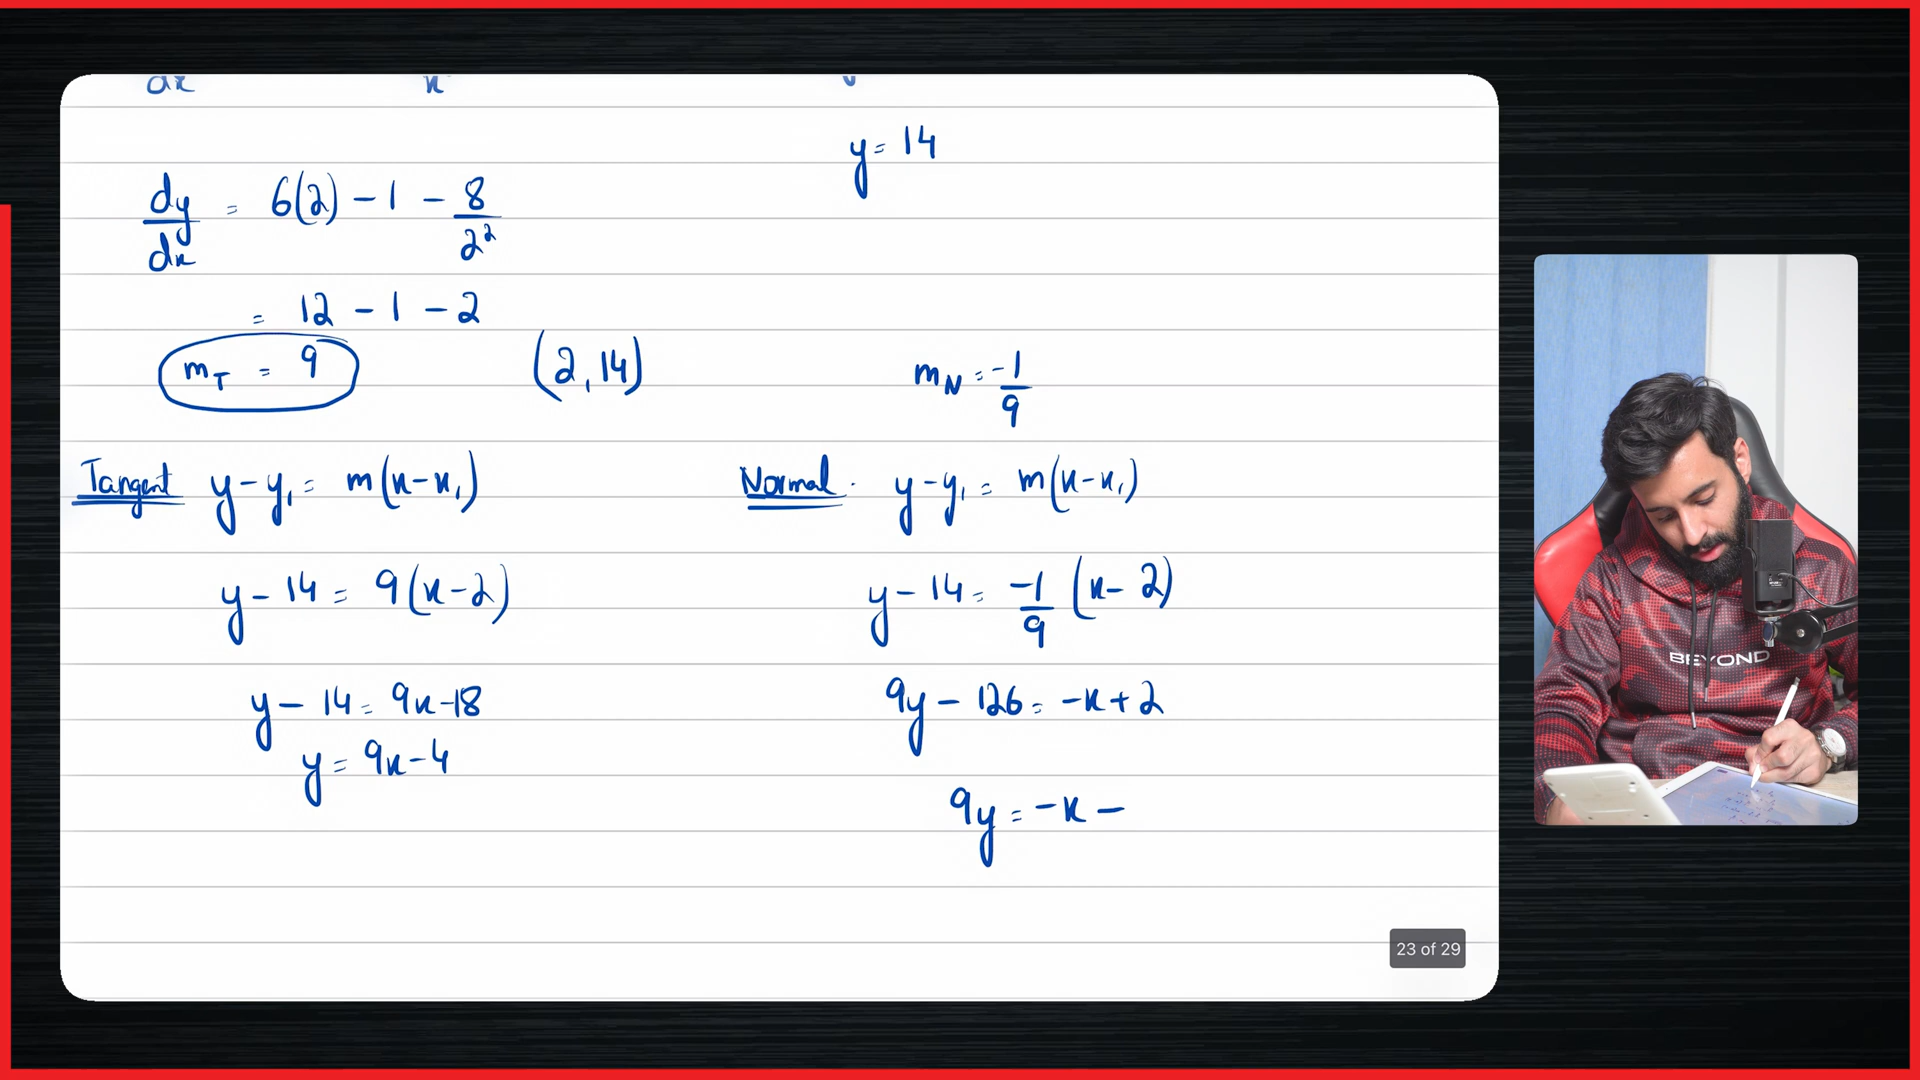 dx x
y = 14
dy/dx = 6(2) - 1 - 8/2²
= 12 - 1 - 2
m_T = 9
(2, 14)
m_N = -1/9
Tangent y - y₁ = m(x - x₁)
y - 14 = 9(x - 2)
y - 14 = 9x - 18
y = 9x - 4
Normal. y - y₁ = m(x - x₁)
y - 14 = -1/9 (x - 2)
9y - 126 = -x + 2
9y = -x -
23 of 29
BEYOND